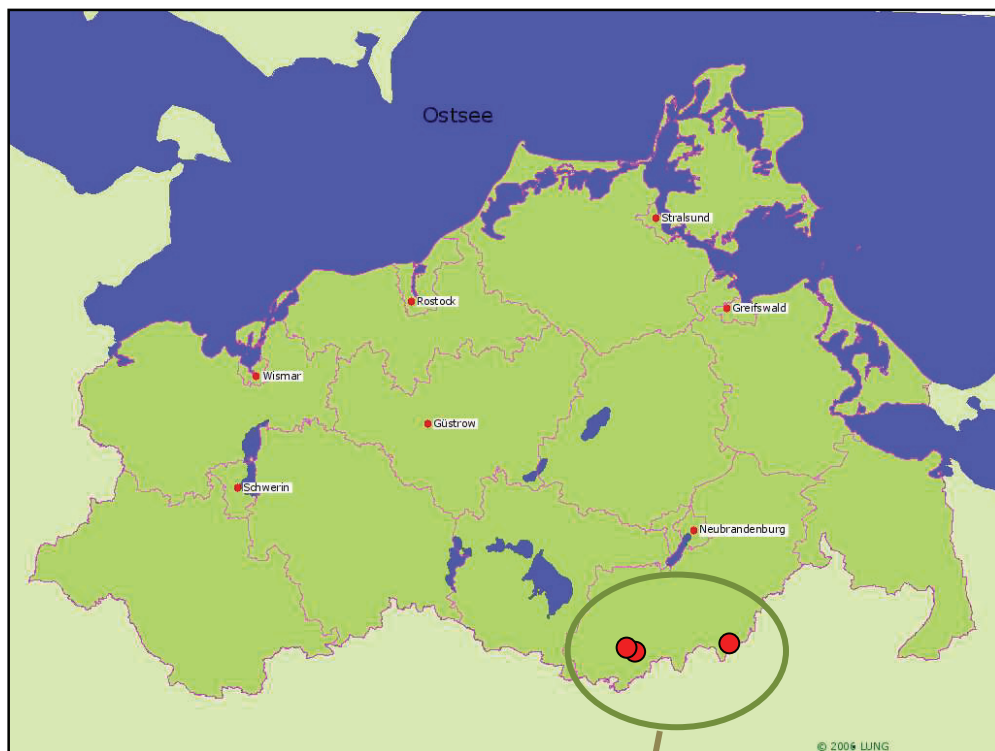 Ostsee
Stralsund
Rostock
Greifswald
Wismar
Güstrow
Schwerin
Neubrandenburg
© 2006 LUNG